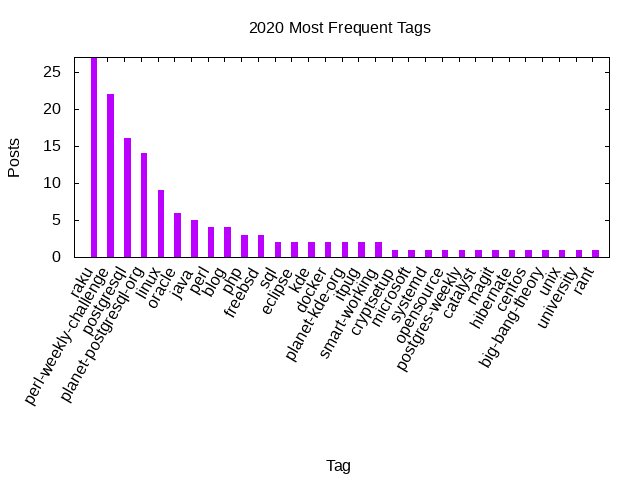 2020 Most Frequent Tags
Posts
25
20
15
10
5
0
raku
perl-weekly-challenge
postgresql
planet-postgresql-org
linux
oracle
java
perl
blog
php
freebsd
sql
eclipse
kde
docker
planet-kde-org
itpug
smart-working
cryptsetup
microsoft
systemd
opensource
postgres-weekly
catalyst
magit
hibernate
centos
big-bang-theory
unix
university
rant
Tag